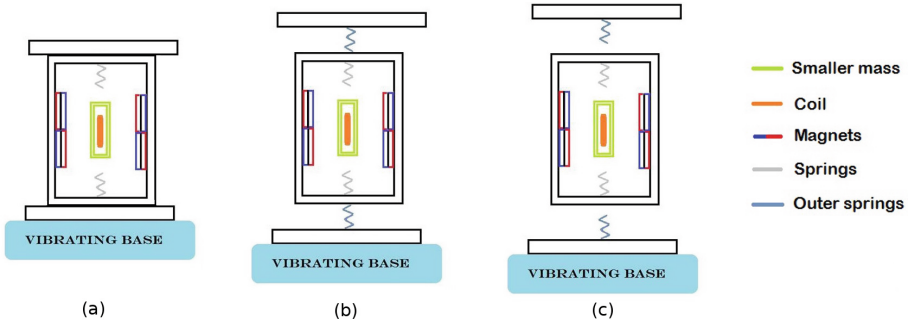 Smaller mass
Coil
Magnets
Springs
Outer springs
VIBRATING BASE
VIBRATING BASE
VIBRATING BASE
(a)
(b)
(c)